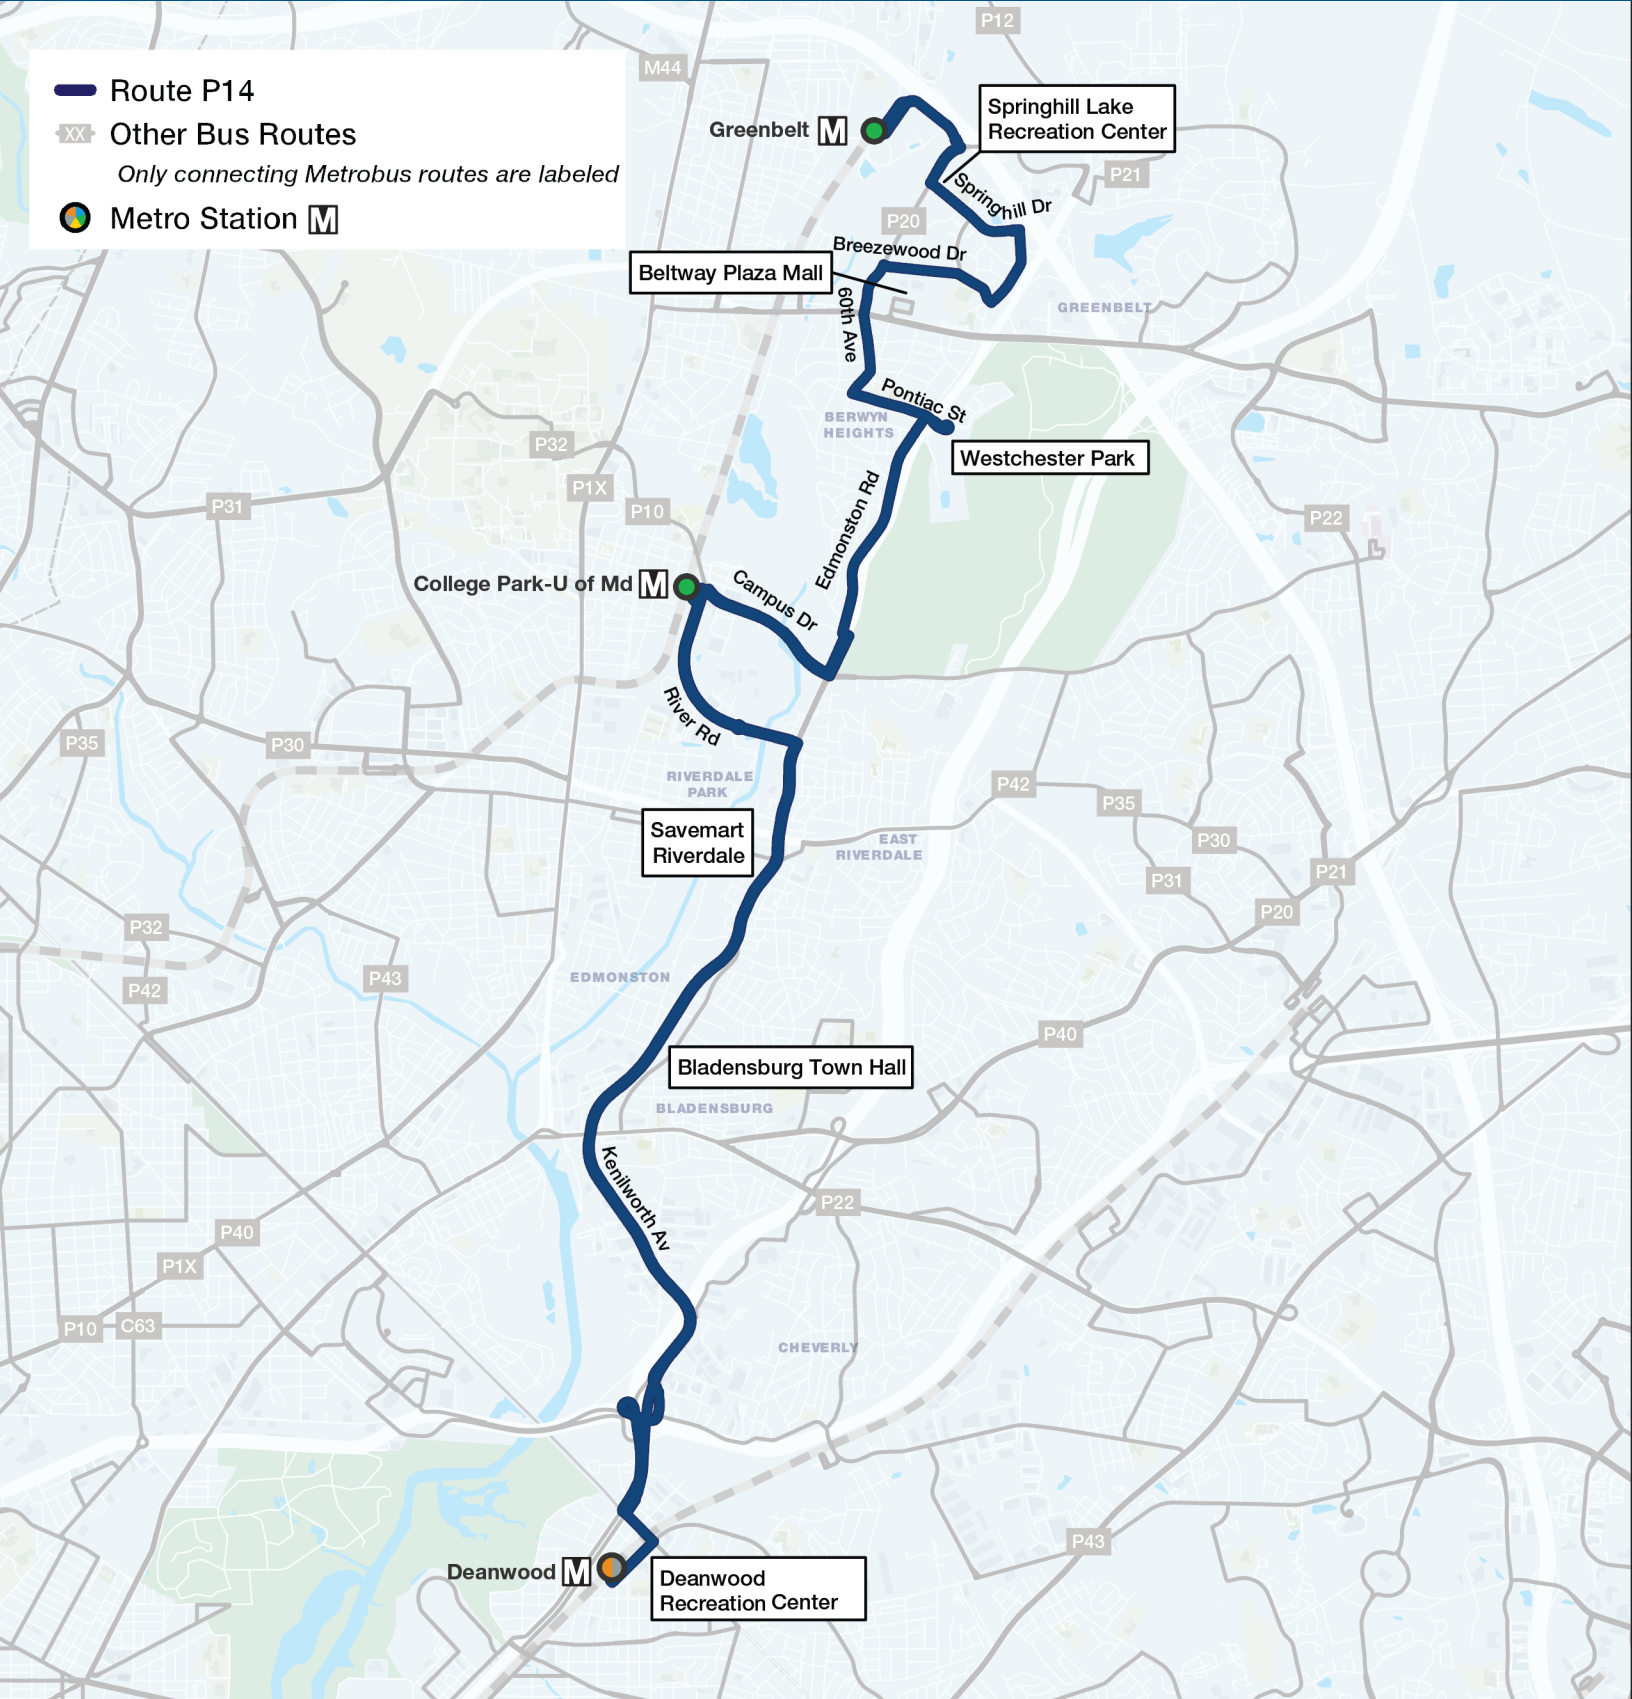 P12
M44
Route P14
XX Other Bus Routes
Only connecting Metrobus routes are labeled
Metro Station M
Greenbelt M
Springhill Lake
Recreation Center
P21
Springhill Dr
P20
Breezewood Dr
Beltway Plaza Mall
60th Ave
GREENBELT
Pontiac St
BERWYN
HEIGHTS
Westchester Park
P32
P1X
P31
P10
P22
Edmonston Rd
College Park-U of Md M
Campus Dr
River Rd
P35
P30
RIVERDALE
PARK
P42
P35
P30
Savemart
Riverdale
EAST
RIVERDALE
P31
P21
P20
P32
P42
P43
EDMONSTON
P40
Bladensburg Town Hall
BLADENSBURG
Kenilworth Av
P22
P40
P1X
P10
C63
CHEVERLY
P43
Deanwood M
Deanwood
Recreation Center